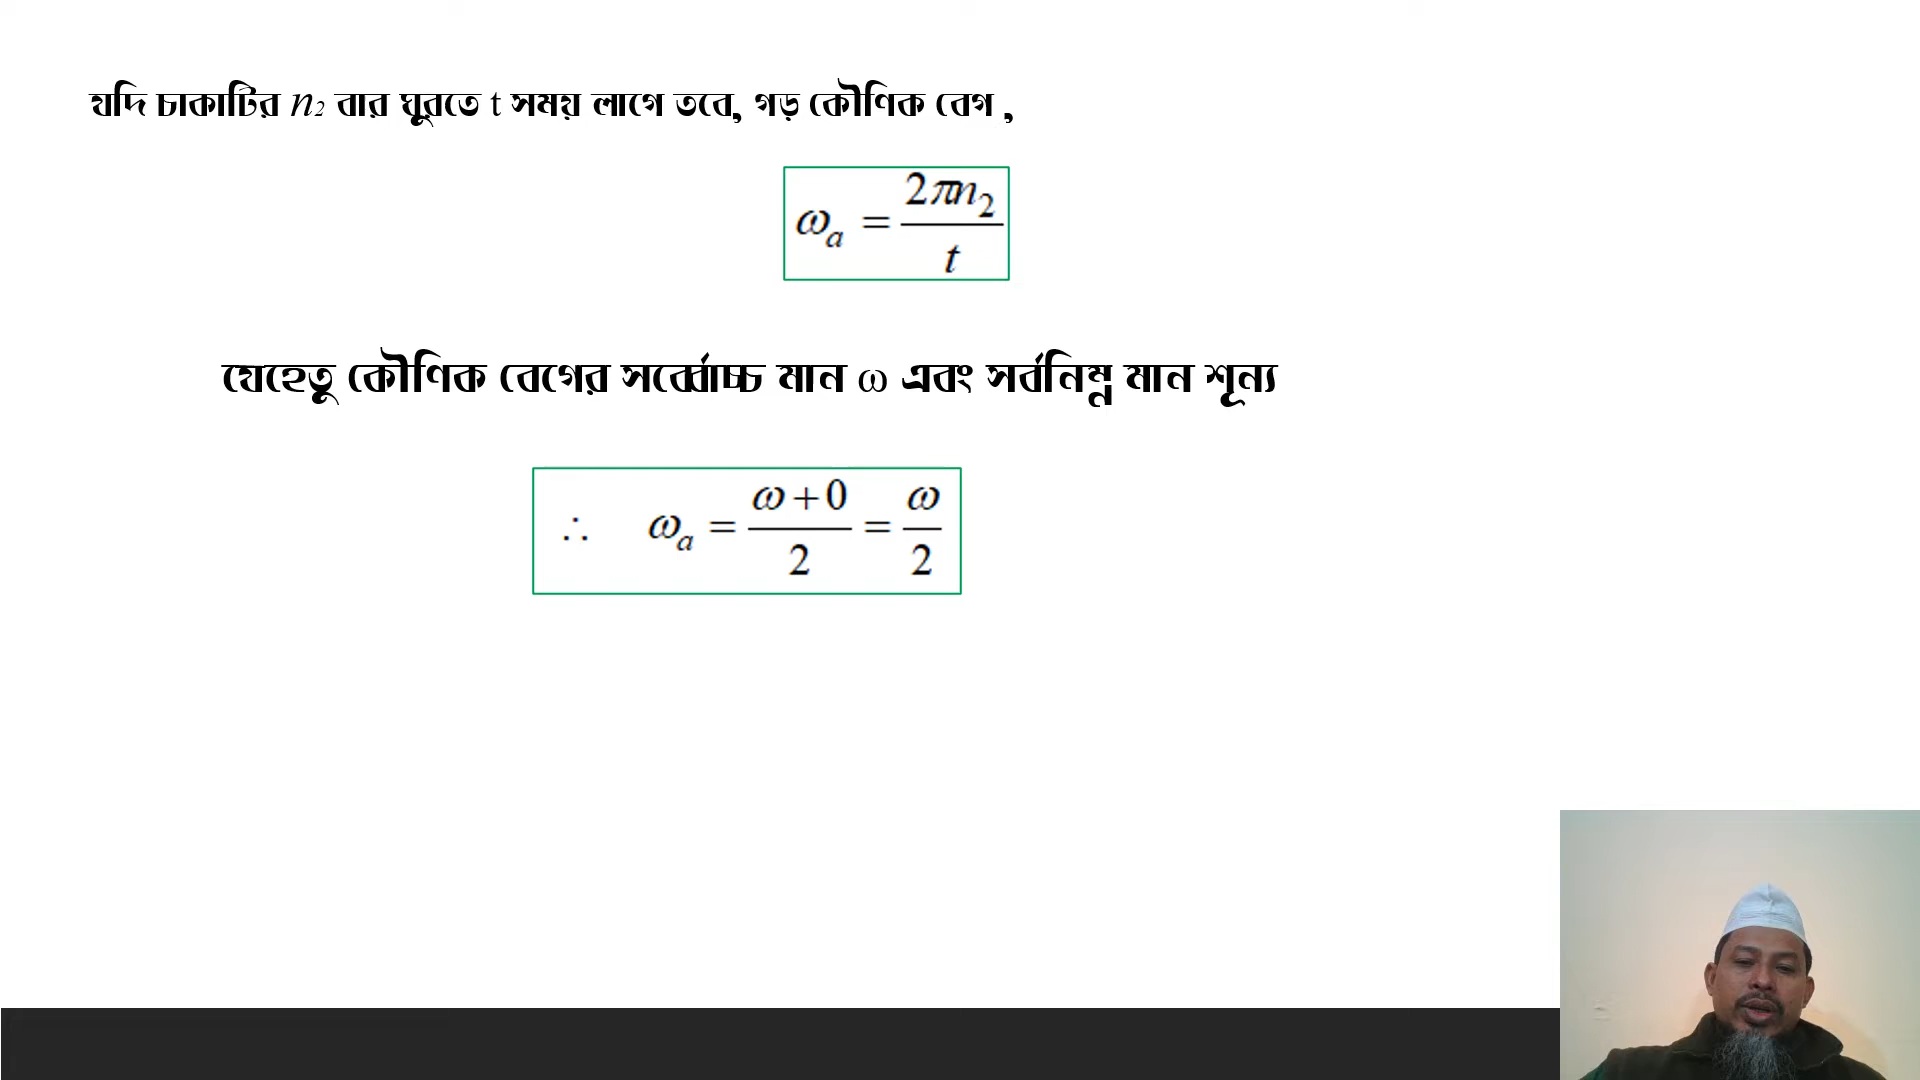 যদি চাকাটির n₂ বার ঘুরতে t সময় লাগে তবে, গড় কৌণিক বেগ ,
ωₐ = 2πn₂ / t
যেহেতু কৌণিক বেগের সর্বোচ্চ মান ω এবং সর্বনিম্ন মান শূন্য
∴ ωₐ = (ω + 0) / 2 = ω / 2